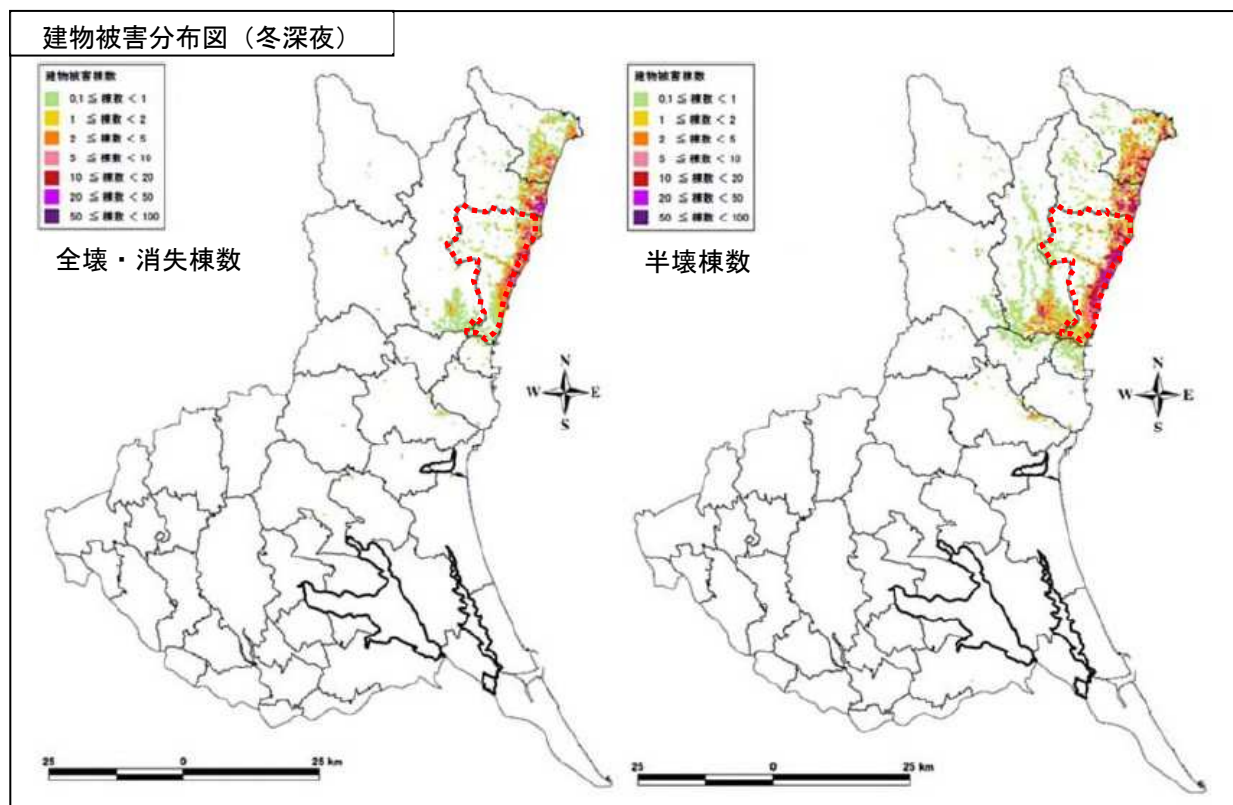 建物被害分布図（冬深夜）
建物被害棟数
0.1 ≦ 棟数 < 1
1 ≦ 棟数 < 2
2 ≦ 棟数 < 5
5 ≦ 棟数 < 10
10 ≦ 棟数 < 20
20 ≦ 棟数 < 50
50 ≦ 棟数 < 100
全壊・消失棟数
N
W E
S
25 0 25 km
建物被害棟数
0.1 ≦ 棟数 < 1
1 ≦ 棟数 < 2
2 ≦ 棟数 < 5
5 ≦ 棟数 < 10
10 ≦ 棟数 < 20
20 ≦ 棟数 < 50
50 ≦ 棟数 < 100
半壊棟数
N
W E
S
25 0 25 km